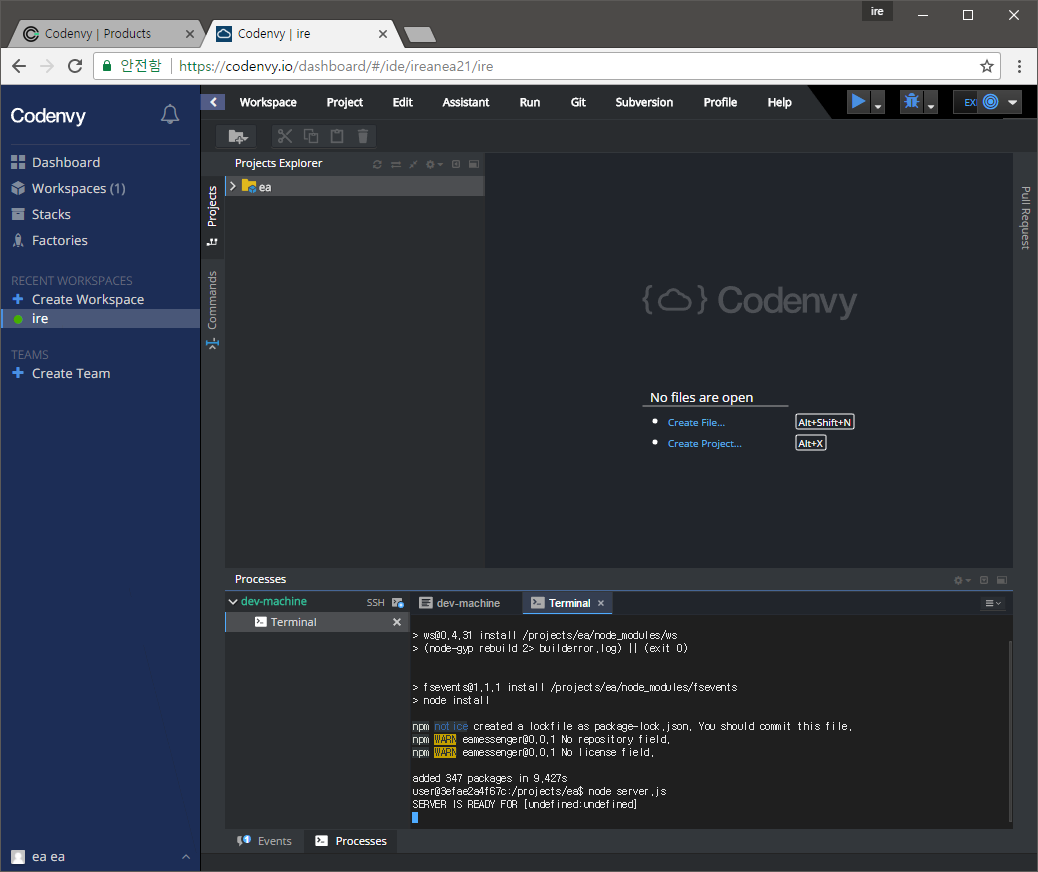 ire
Codenvy | Products
Codenvy | ire
안전함
https://codenvy.io/dashboard/#/ide/ireanea21/ire
Codenvy
Workspace Project Edit Assistant Run Git Subversion Profile Help
Dashboard
Workspaces (1)
Stacks
Factories
RECENT WORKSPACES
Create Workspace
ire
TEAMS
Create Team
ea ea
Projects
Commands
Projects Explorer
ea
Pull Request
{ } Codenvy
No files are open
Create File... Alt+Shift+N
Create Project... Alt+X
Processes
dev-machine SSH
Terminal
dev-machine Terminal
> ws@0.4.31 install /projects/ea/node_modules/ws
> (node-gyp rebuild 2> builderror.log) || (exit 0)
> fsevents@1.1.1 install /projects/ea/node_modules/fsevents
> node install
npm notice created a lockfile as package-lock.json. You should commit this file.
npm WARN eamessenger@0.0.1 No repository field.
npm WARN eamessenger@0.0.1 No license field.
added 347 packages in 9.427s
user@3efae2a4f67c:/projects/ea$ node server.js
SERVER IS READY FOR [undefined:undefined]
Events Processes